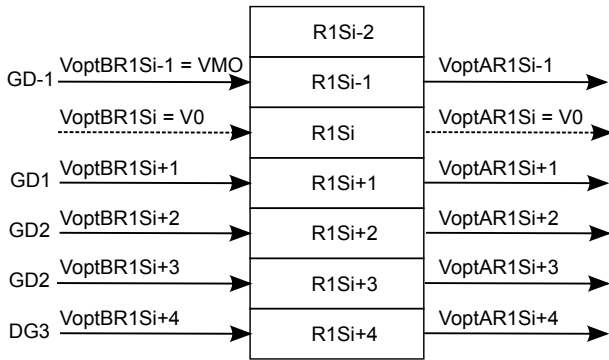 R1Si-2
VoptBR1Si-1 = VMO
VoptAR1Si-1
GD-1
R1Si-1
VoptBR1Si = V0
VoptAR1Si = V0
R1Si
VoptBR1Si+1
VoptAR1Si+1
GD1
R1Si+1
VoptBR1Si+2
VoptAR1Si+2
GD2
R1Si+2
VoptBR1Si+3
VoptAR1Si+3
GD2
R1Si+3
VoptBR1Si+4
VoptAR1Si+4
DG3
R1Si+4